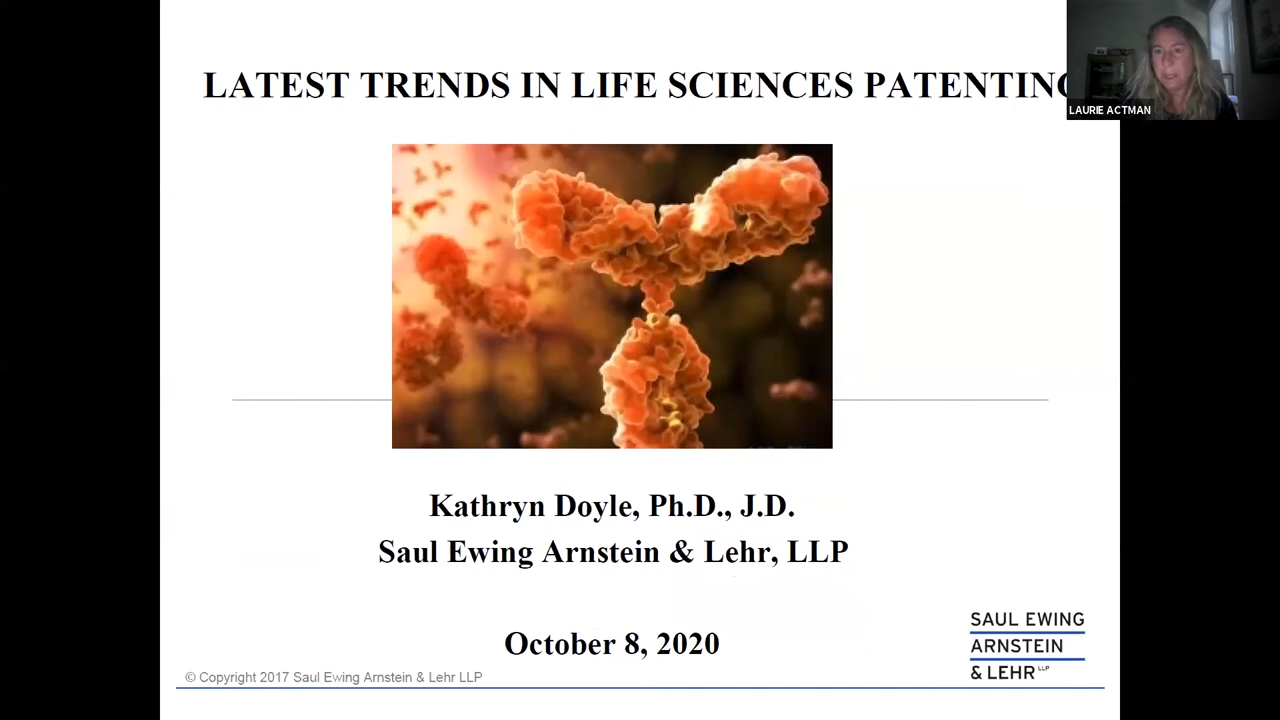 LATEST TRENDS IN LIFE SCIENCES PATENTING
LAURIE ACTMAN
Kathryn Doyle, Ph.D., J.D.
Saul Ewing Arnstein & Lehr, LLP
October 8, 2020
© Copyright 2017 Saul Ewing Arnstein & Lehr LLP
SAUL EWING
ARNSTEIN
& LEHR LLP